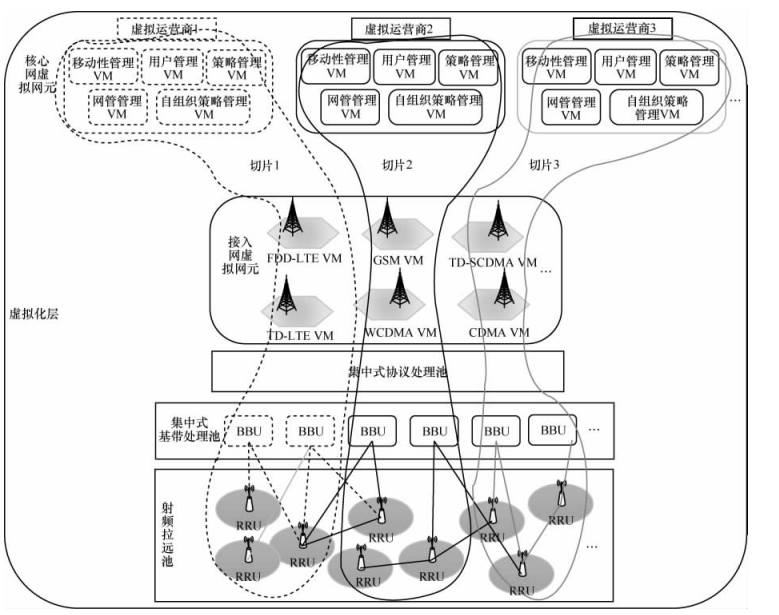 虚拟运营商1
虚拟运营商2
虚拟运营商3
核心
网虚
拟网元
移动性管理
VM
用户管理
VM
策略管理
VM
网管管理
VM
自组织策略管理
VM
移动性管理
VM
用户管理
VM
策略管理
VM
网管管理
VM
自组织策略管理
VM
移动性管理
VM
用户管理
VM
策略管理
VM
网管管理
VM
自组织策略
管理VM
...
切片1
切片2
切片3
接入
网虚
拟网元
FDD-LTE VM
GSM VM
TD-SCDMA VM
...
TD-LTE VM
WCDMA VM
CDMA VM
虚拟化层
集中式协议处理池
集中式
基带处理池
BBU
BBU
BBU
BBU
BBU
BBU
...
射
频
拉
远
池
RRU
RRU
RRU
RRU
RRU
RRU
RRU
RRU
RRU
...